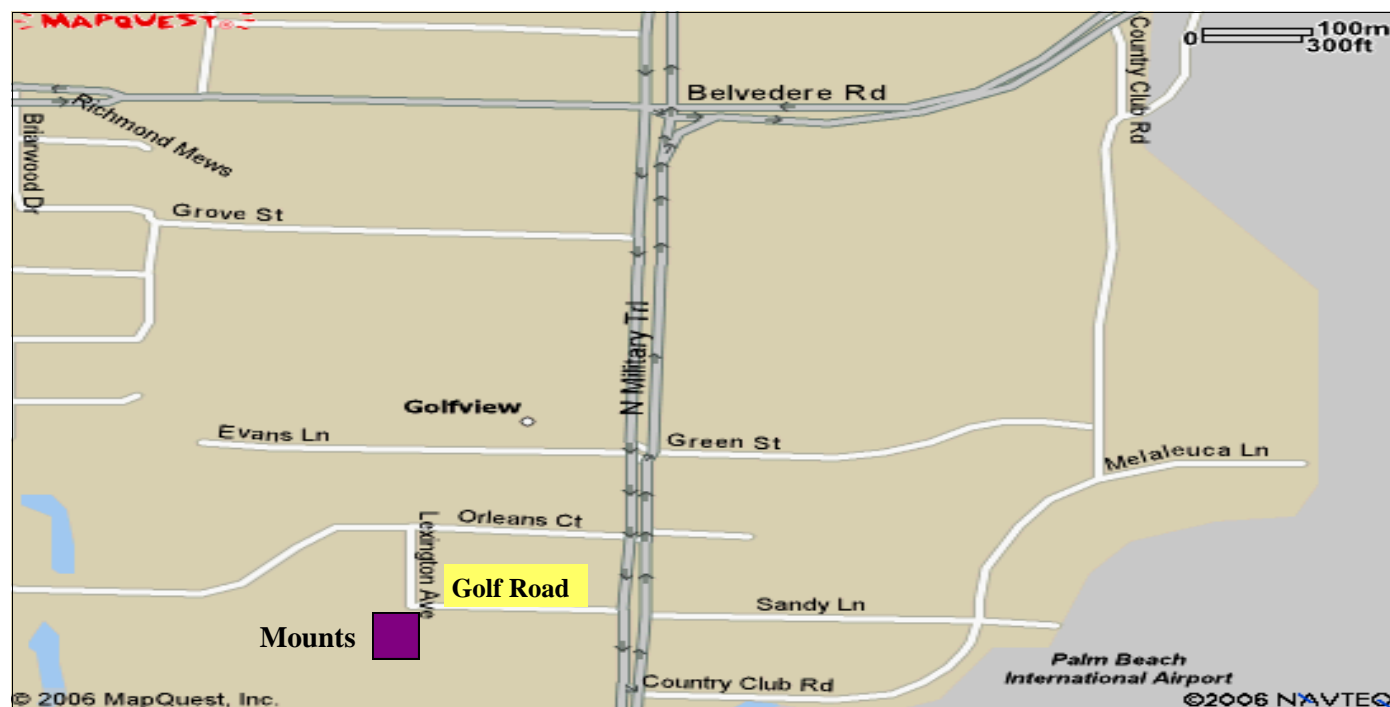 MAPQUEST
100m
0
300ft
Country Club Rd
Belvedere Rd
Richmond Mews
Briarwood Dr
Grove St
N Military Trl
Golfview
Evans Ln
Green St
Melaleuca Ln
Orleans Ct
Lexington Ave
Golf Road
Sandy Ln
Mounts
Palm Beach
International Airport
Country Club Rd
© 2006 MapQuest, Inc.
©2006 NAVTEQ